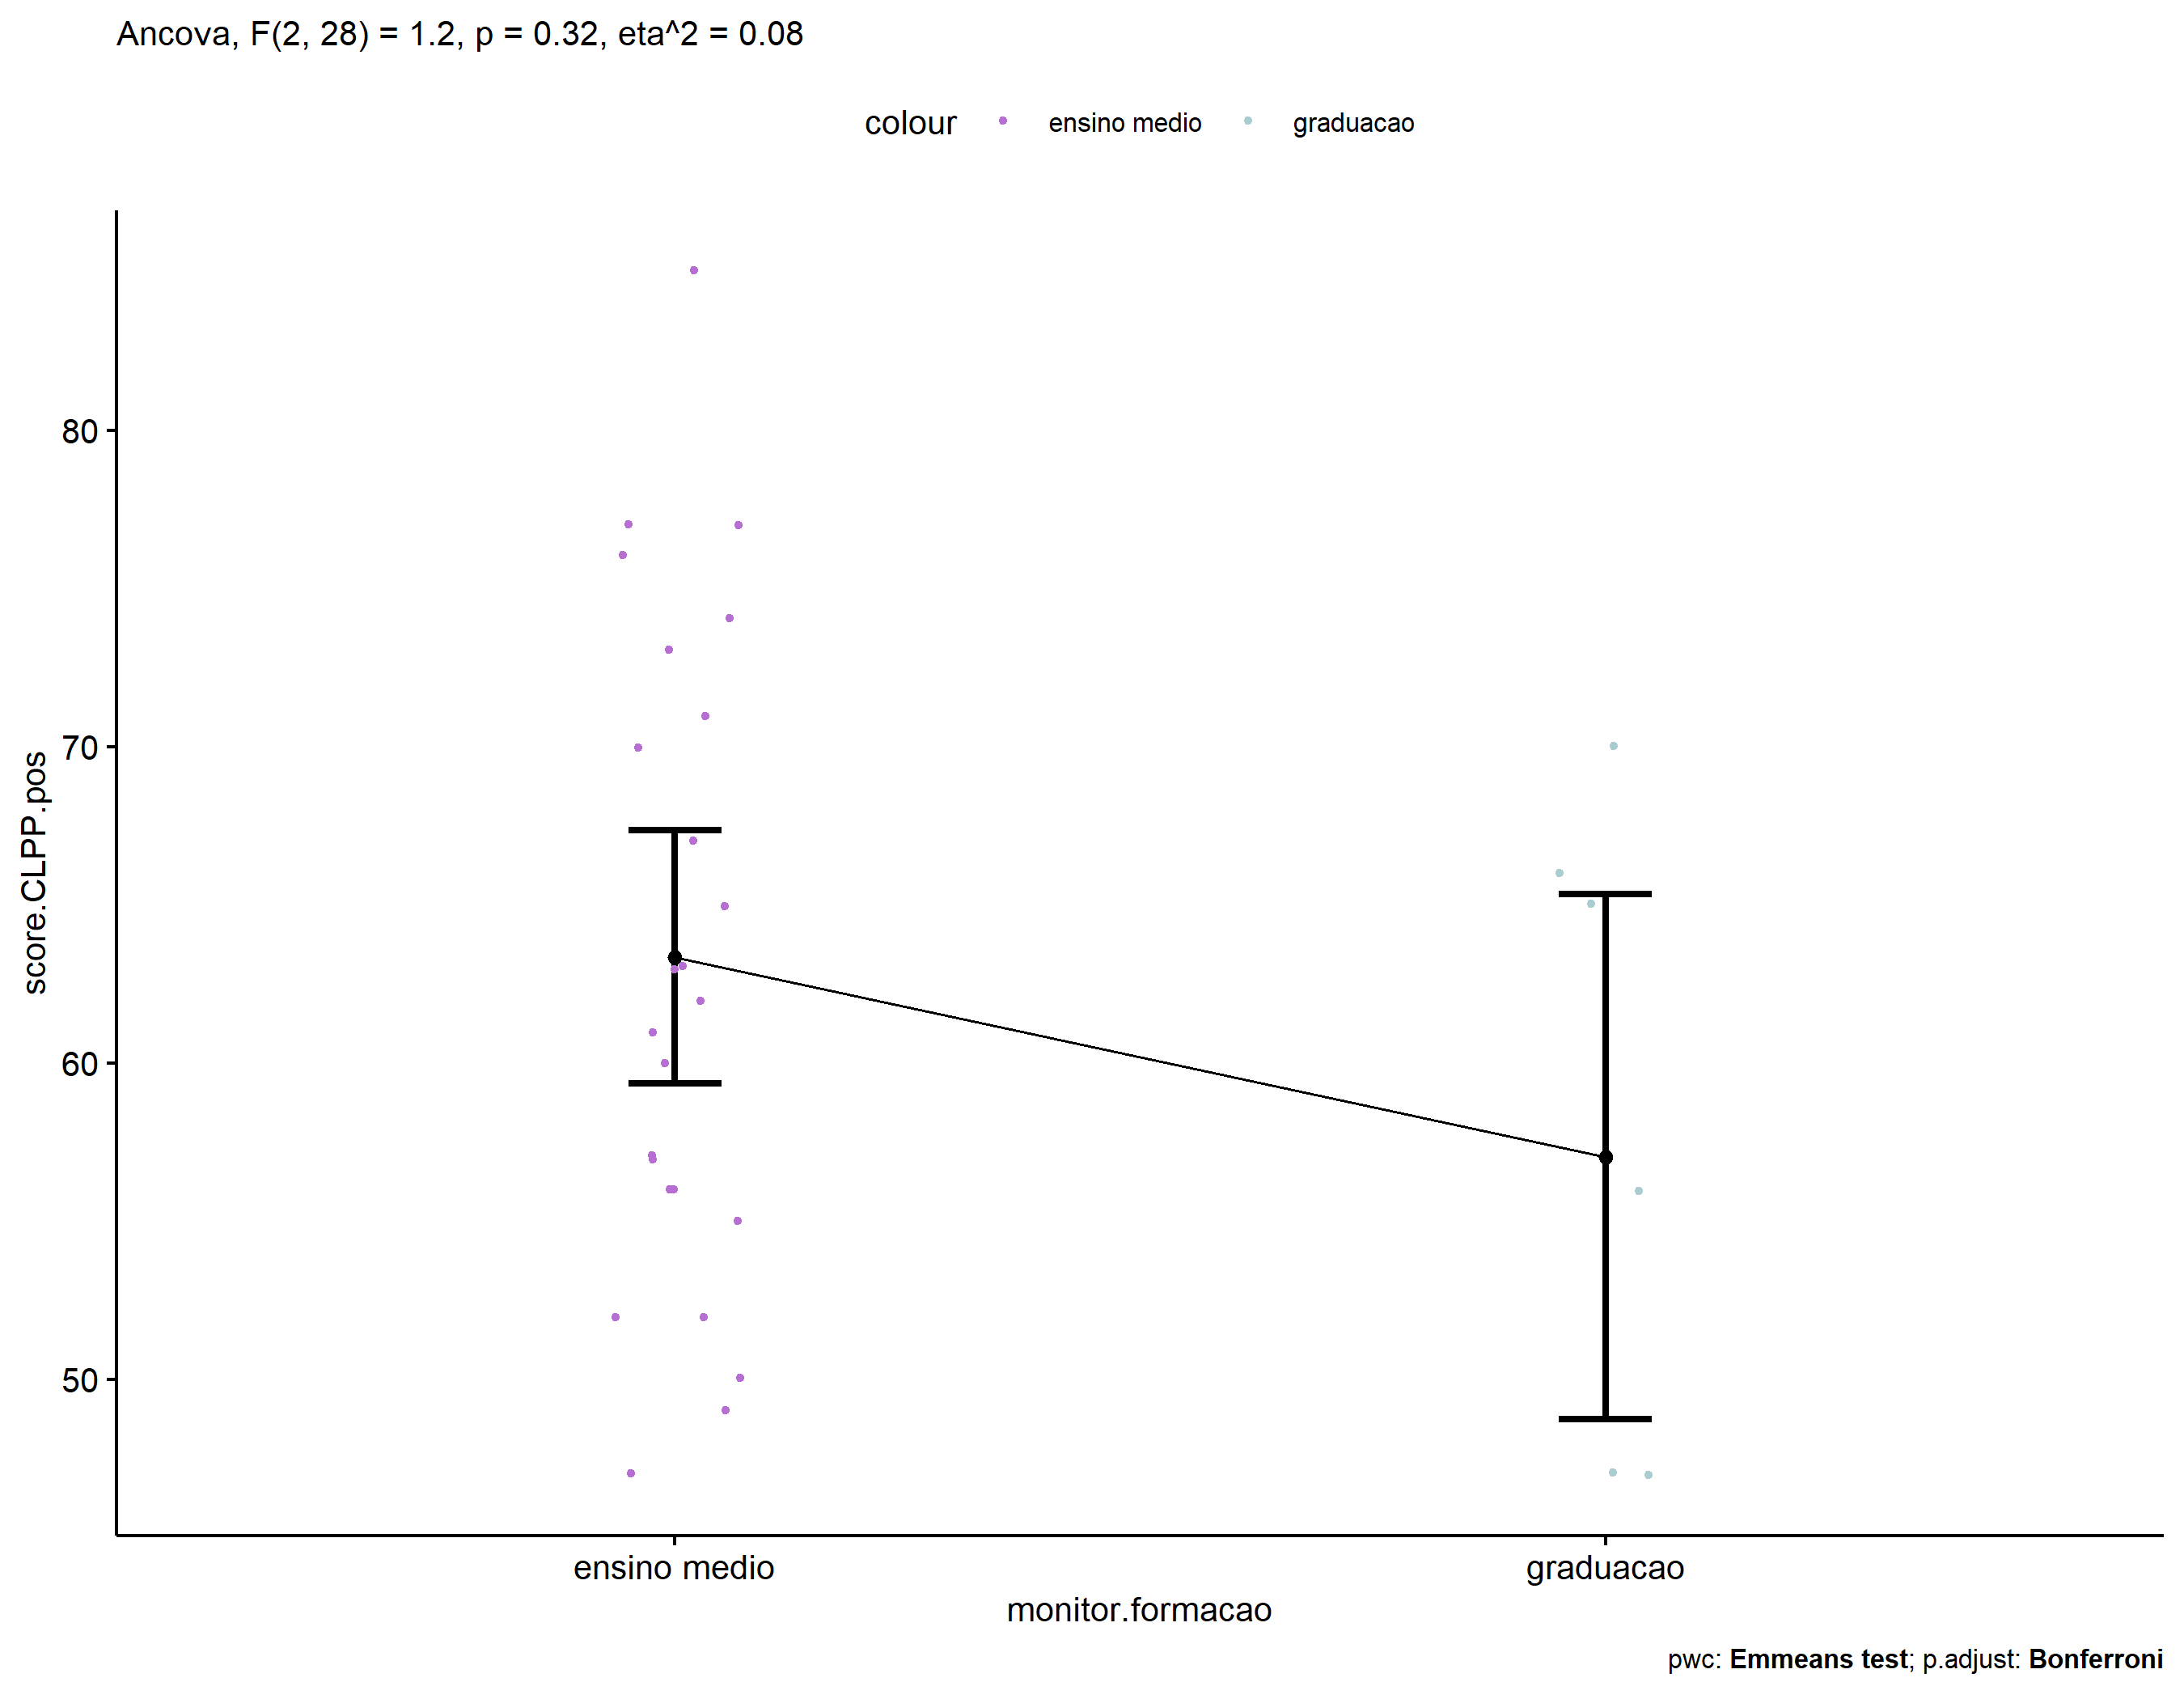 Ancova, F(2, 28) = 1.2, p = 0.32, eta^2 = 0.08
colour ensino medio graduacao
80
70
60
50
score.CLPP.pos
ensino medio graduacao
monitor.formacao
pwc: Emmeans test; p.adjust: Bonferroni